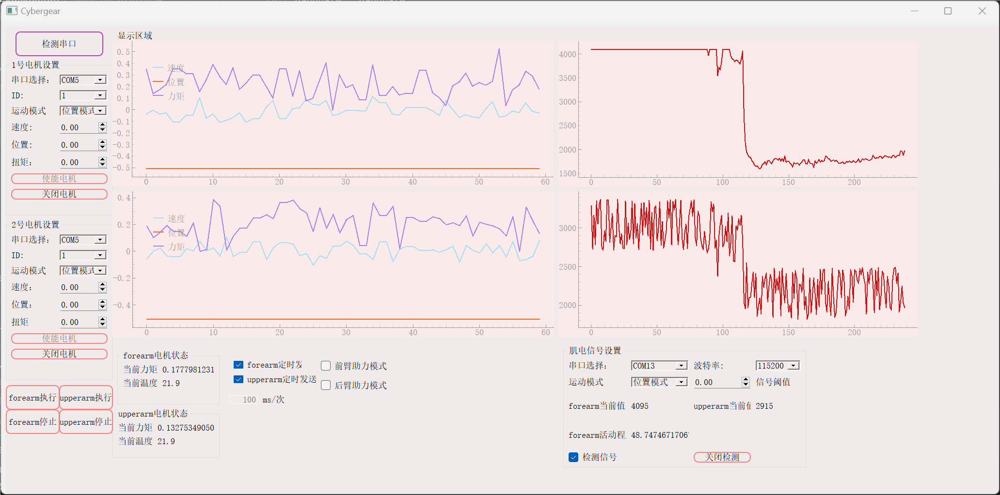 Cybergear
检测串口
1号电机设置
串口选择: COM5
ID: 1
运动模式 位置模式
速度: 0.00
位置: 0.00
扭矩: 0.00
使能电机
关闭电机
2号电机设置
串口选择: COM5
ID: 1
运动模式 位置模式
速度: 0.00
位置: 0.00
扭矩 0.00
使能电机
关闭电机
forearm执行 upperarm执行
forearm停止 upperarm停止
显示区域
0.5
0.4
0.3
0.2
0.1
0
-0.1
-0.2
-0.3
-0.4
-0.5
速度
位置
力矩
0 10 20 30 40 50 60
4000
3500
3000
2500
2000
1500
0 50 100 150 200
0.4
0.2
0
-0.2
-0.4
速度
位置
力矩
0 10 20 30 40 50 60
3000
2500
2000
0 50 100 150 200
forearm电机状态
当前力矩 0.1777981231
当前温度 21.9
upperarm电机状态
当前力矩 0.13275349050
当前温度 21.9
forearm定时发
upperarm定时发送
100 ms/次
前臂助力模式
后臂助力模式
肌电信号设置
串口选择: COM13 波特率: 115200
运动模式 位置模式 0.00 信号阈值
forearm当前值 4095 upperarm当前值 2915
forearm活动程 48.7474671706
检测信号 关闭检测